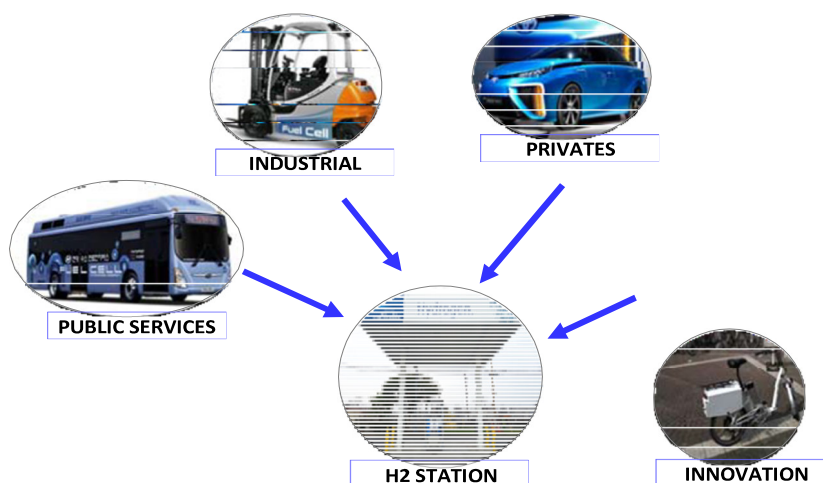 INDUSTRIAL
PRIVATES
Fuel Cell
FUEL CELL
PUBLIC SERVICES
H2 STATION
INNOVATION